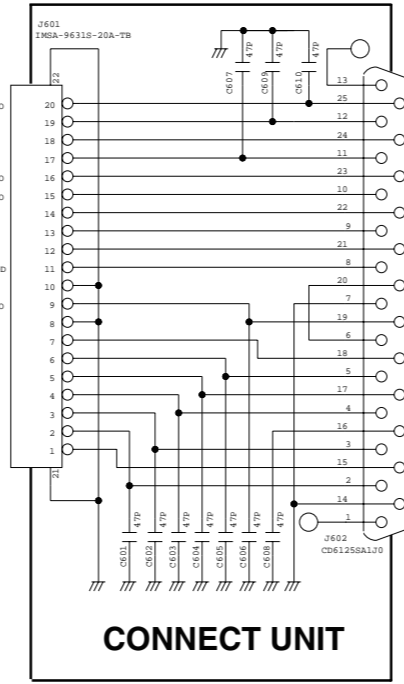 J601
IMSA-9631S-20A-TB
22
47p
47p
47p
C607
C609
C610
13
20
25
19
12
18
24
17
11
16
23
15
10
14
22
13
9
12
21
11
8
10
20
9
7
8
19
7
6
6
18
5
5
4
17
3
4
2
16
1
3
15
21
2
14
1
47p
47p
47p
47p
47p
47p
47p
C601
C602
C603
C604
C605
C606
C608
J602
CD6125SA1J0
CONNECT UNIT